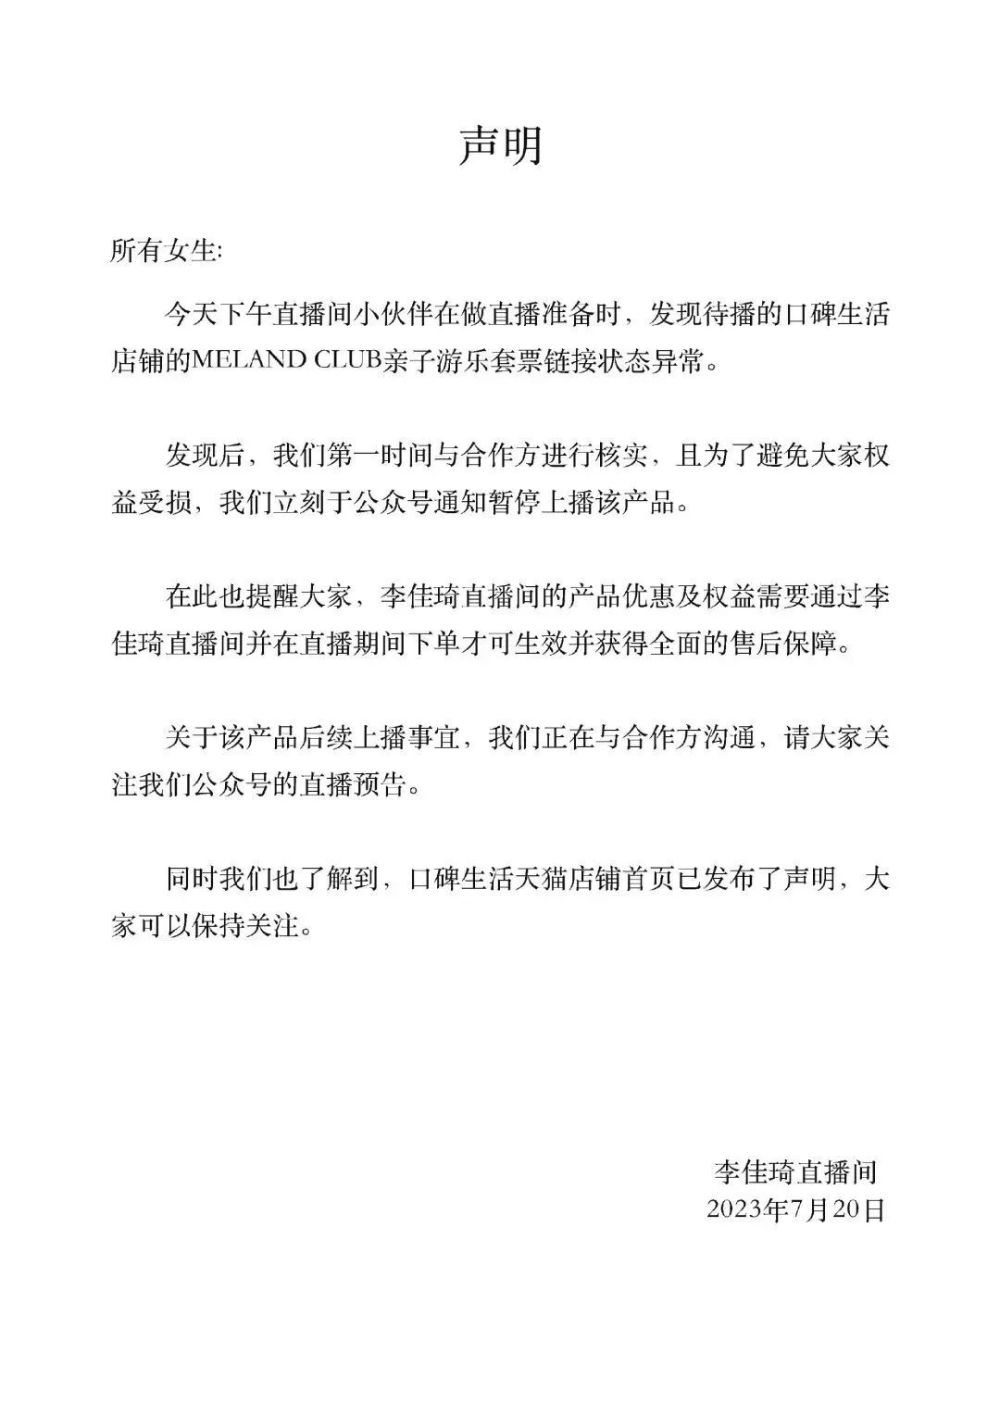 声明
所有女生:
今天下午直播间小伙伴在做直播准备时，发现待播的口碑生活
店铺的MELAND CLUB亲子游乐套票链接状态异常。
发现后，我们第一时间与合作方进行核实，且为了避免大家权
益受损，我们立刻于公众号通知暂停上播该产品。
在此也提醒大家，李佳琦直播间的产品优惠及权益需要通过李
佳琦直播间并在直播期间下单才可生效并获得全面的售后保障。
关于该产品后续上播事宜，我们正在与合作方沟通，请大家关
注我们公众号的直播预告。
同时我们也了解到，口碑生活天猫店铺首页已发布了声明，大
家可以保持关注。
李佳琦直播间
2023年7月20日